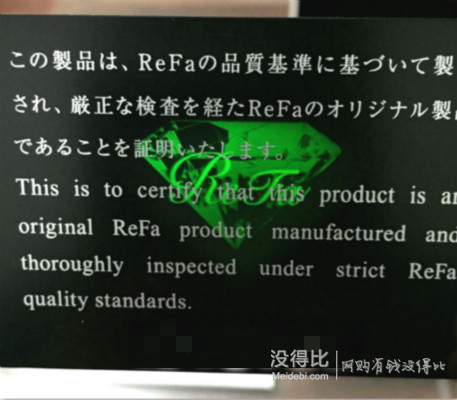 この製品は、ReFaの品質基準に基づいて製
され、厳正な検査を経たReFaのオリジナル製品
であることを証明いたします。
ReFa
This is to certify that this product is an
original ReFa product manufactured and
thoroughly inspected under strict ReFa
quality standards.
没得比 网购有钱没得比
Meidebi.com